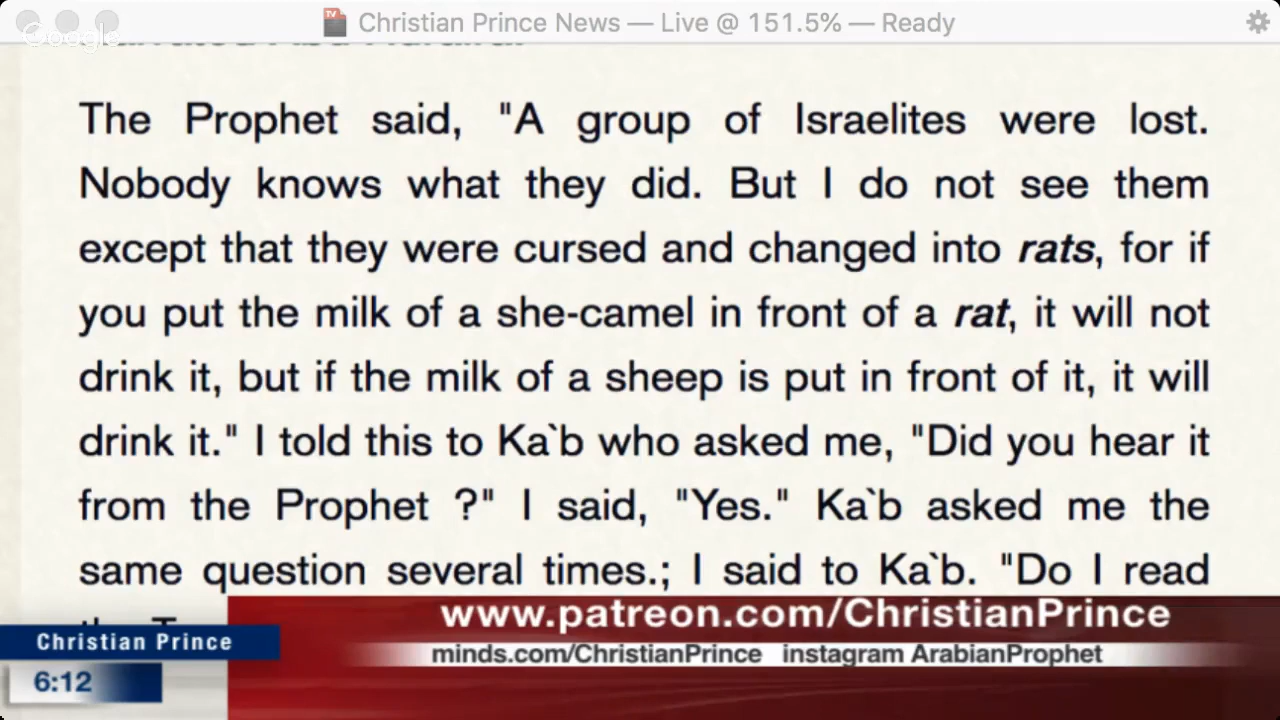 Christian Prince News — Live @ 151.5% — Ready
Google
The Prophet said, "A group of Israelites were lost.
Nobody knows what they did. But I do not see them
except that they were cursed and changed into rats, for if
you put the milk of a she-camel in front of a rat, it will not
drink it, but if the milk of a sheep is put in front of it, it will
drink it." I told this to Ka`b who asked me, "Did you hear it
from the Prophet ?" I said, "Yes." Ka`b asked me the
same question several times.; I said to Ka`b. "Do I read
www.patreon.com/ChristianPrince
Christian Prince
minds.com/ChristianPrince instagram ArabianProphet
6:12